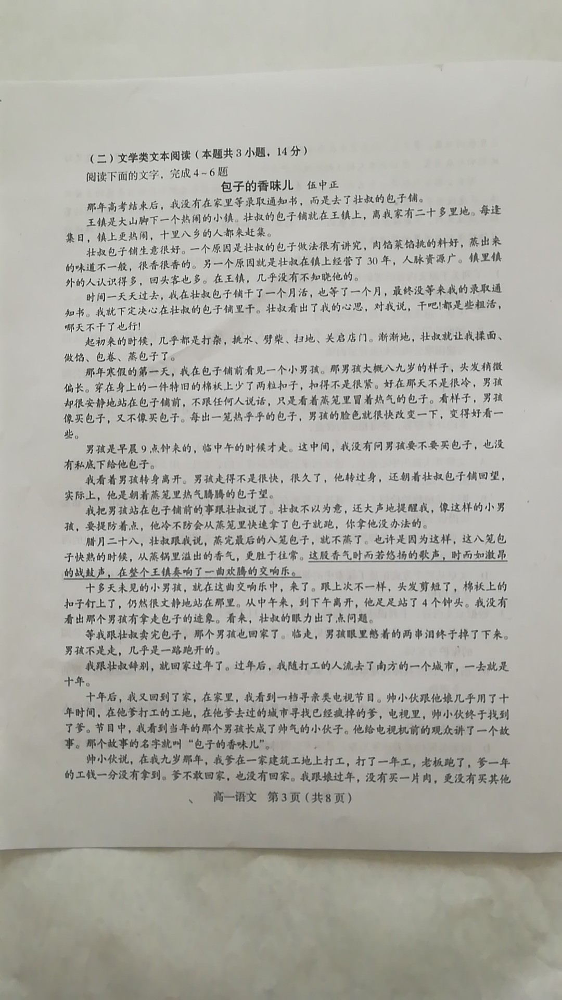 （二）文学类文本阅读（本题共3小题，14分）
阅读下面的文字，完成4~6题
包子的香味儿 伍中正
那年高考结束后，我没有在家里等录取通知书，而是去了壮叔的包子铺。
王镇是大山脚下一个热闹的小镇。壮叔的包子铺就在王镇上，离我家有二十多里地。每逢
集日，镇上更热闹，十里八乡的人都来赶集。
壮叔包子铺生意很好。一个原因是壮叔的包子做法很有讲究，肉馅菜馅挑的料好，蒸出来
的味道不一般，很香很香的。另一个原因就是壮叔在镇上经营了30年，人脉资源广。镇里镇
外的人认识得多，回头客也多。在王镇，几乎没有不知晓他的。
时间一天天过去，我在壮叔包子铺干了一个月活，也等了一个月，最终没等来我的录取通
知书。我就下定决心在壮叔的包子铺里干。壮叔看出了我的心思，对我说，干吧!都是些粗活，
哪天不干了也行!
起初来的时候，几乎都是打杂，挑水、劈柴、扫地、关启店门。渐渐地，壮叔就让我揉面、
做馅、包卷、蒸包子了。
那年寒假的第一天，我在包子铺前看见一个小男孩。那男孩大概八九岁的样子，头发稍微
偏长。穿在身上的一件特旧的棉袄上少了两粒扣子，扣得不是很紧。好在那天不是很冷，男孩
却很安静地站在包子铺前，不跟任何人说话，只是看着蒸笼里冒着热气的包子。看样子，男孩
像买包子，又不像买包子。每出一笼热乎乎的包子，男孩的脸色就很快改变一下，变得好看一
些。
男孩是早晨9点钟来的，临中午的时候才走。这中间，我没有问男孩要不要买包子，也没
有私底下给他包子。
我看着男孩转身离开。男孩走得不是很快，很久了，他转过身，还朝着壮叔包子铺回望，
实际上，他是朝着蒸笼里热气腾腾的包子望。
我把男孩站在包子铺前的事跟壮叔说了。壮叔不以为意，还大声地提醒我，像这样的小男
孩，要提防着点，他冷不防会从蒸笼里快速拿了包子就跑，你拿他没办法的。
腊月二十八，壮叔跟我说，蒸完最后的八笼包子，就不蒸了。也许是因为这样，这八笼包
子快熟的时候，从蒸锅里溢出的香气，更胜于往常。这股香气时而若悠扬的歌声，时而如激昂
的战鼓声，在整个王镇奏响了一曲欢腾的交响乐。
十多天未见的小男孩，就在这曲交响乐中，来了。跟上次不一样，头发剪短了，棉袄上的
扣子钉上了，仍然很文静地站在那里。从中午来，到下午离开，他足足站了4个钟头。我没有
看出那个男孩有拿走包子的迹象。看来，壮叔的眼力出了点问题。
等我跟壮叔卖完包子，那个男孩也回家了。临走，男孩眼里憋着的两串泪终于掉了下来。
男孩不是走，几乎是一路跑开的。
我跟壮叔辞别，就回家过年了。过年后，我随打工的人流去了南方的一个城市，一去就是
十年。
十年后，我又回到了家，在家里，我看到一档寻亲类电视节目。帅小伙跟他娘几乎用了十
年时间，在他爹打工的工地，在他爹去过的城市寻找已经疯掉的爹，电视里，帅小伙终于找到
了爹。节目中，我看到当年的那个男孩长成了帅气的小伙子。他给电视机前的观众讲了一个故
事。那个故事的名字就叫“包子的香味儿”。
帅小伙说，在我九岁那年，我爹在一家建筑工地上打工，打了一年工，老板跑了，爹一年
的工钱一分没有拿到。爹不敢回家，也没有回家。我跟娘过年，没有买一片肉，更没有买其他
高一语文 第3页（共8页）